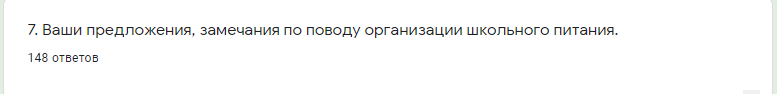 7. Ваши предложения, замечания по поводу организации школьного питания.
148 ответов